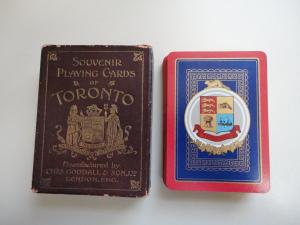 SOUVENIR
PLAYING CARDS
OF
TORONTO
Manufactured by
CHAS. GOODALL & SON, LTD
LONDON, ENG.